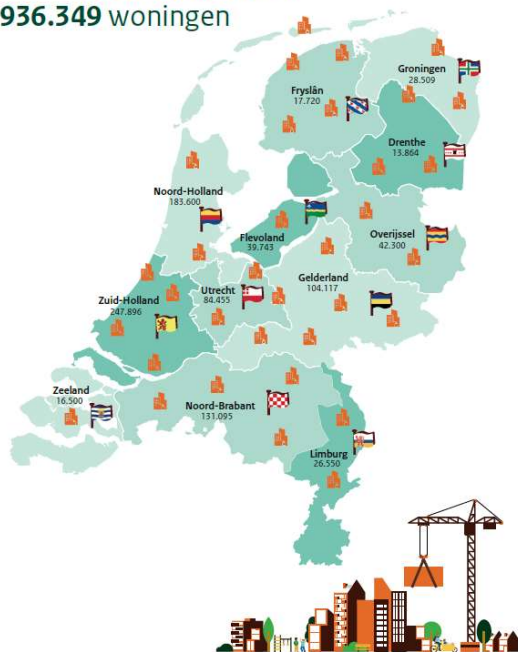 936.349 woningen
Groningen
28.509
Fryslân
17.720
Drenthe
13.864
Noord-Holland
183.600
Flevoland
39.743
Overijssel
42.300
Gelderland
104.117
Utrecht
84.455
Zuid-Holland
247.896
Zeeland
16.500
Noord-Brabant
131.095
Limburg
26.550